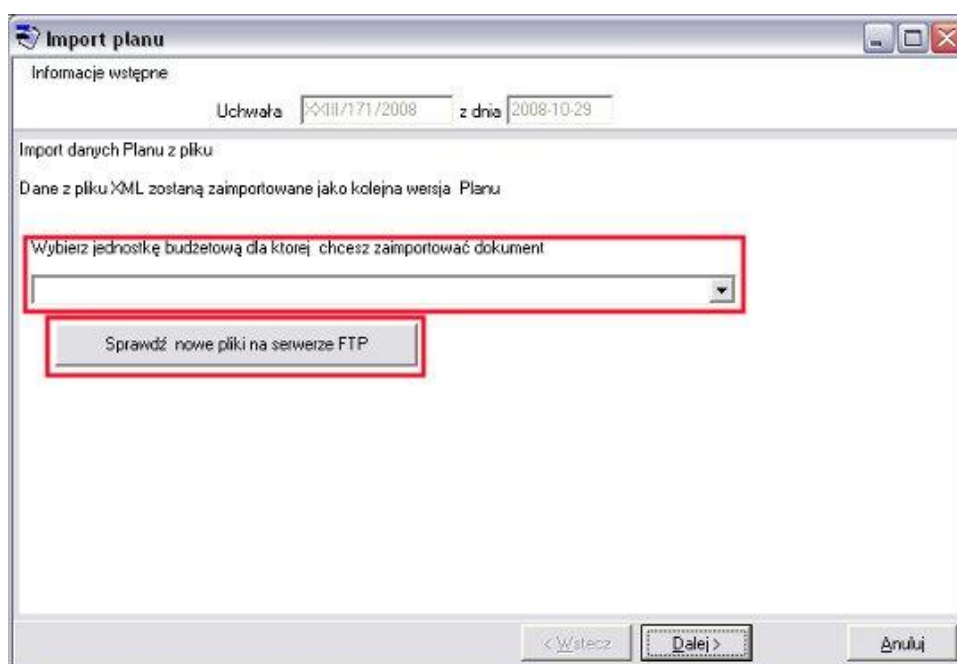 Import planu
Informacje wstępne
Uchwała XXIII/171/2008 z dnia 2008-10-29
Import danych Planu z pliku
Dane z pliku XML zostaną zaimportowane jako kolejna wersja Planu
Wybierz jednostkę budżetową dla ktorej chcesz zaimportować dokument
Sprawdź nowe pliki na serwerze FTP
< Wstecz Dalej > Anuluj